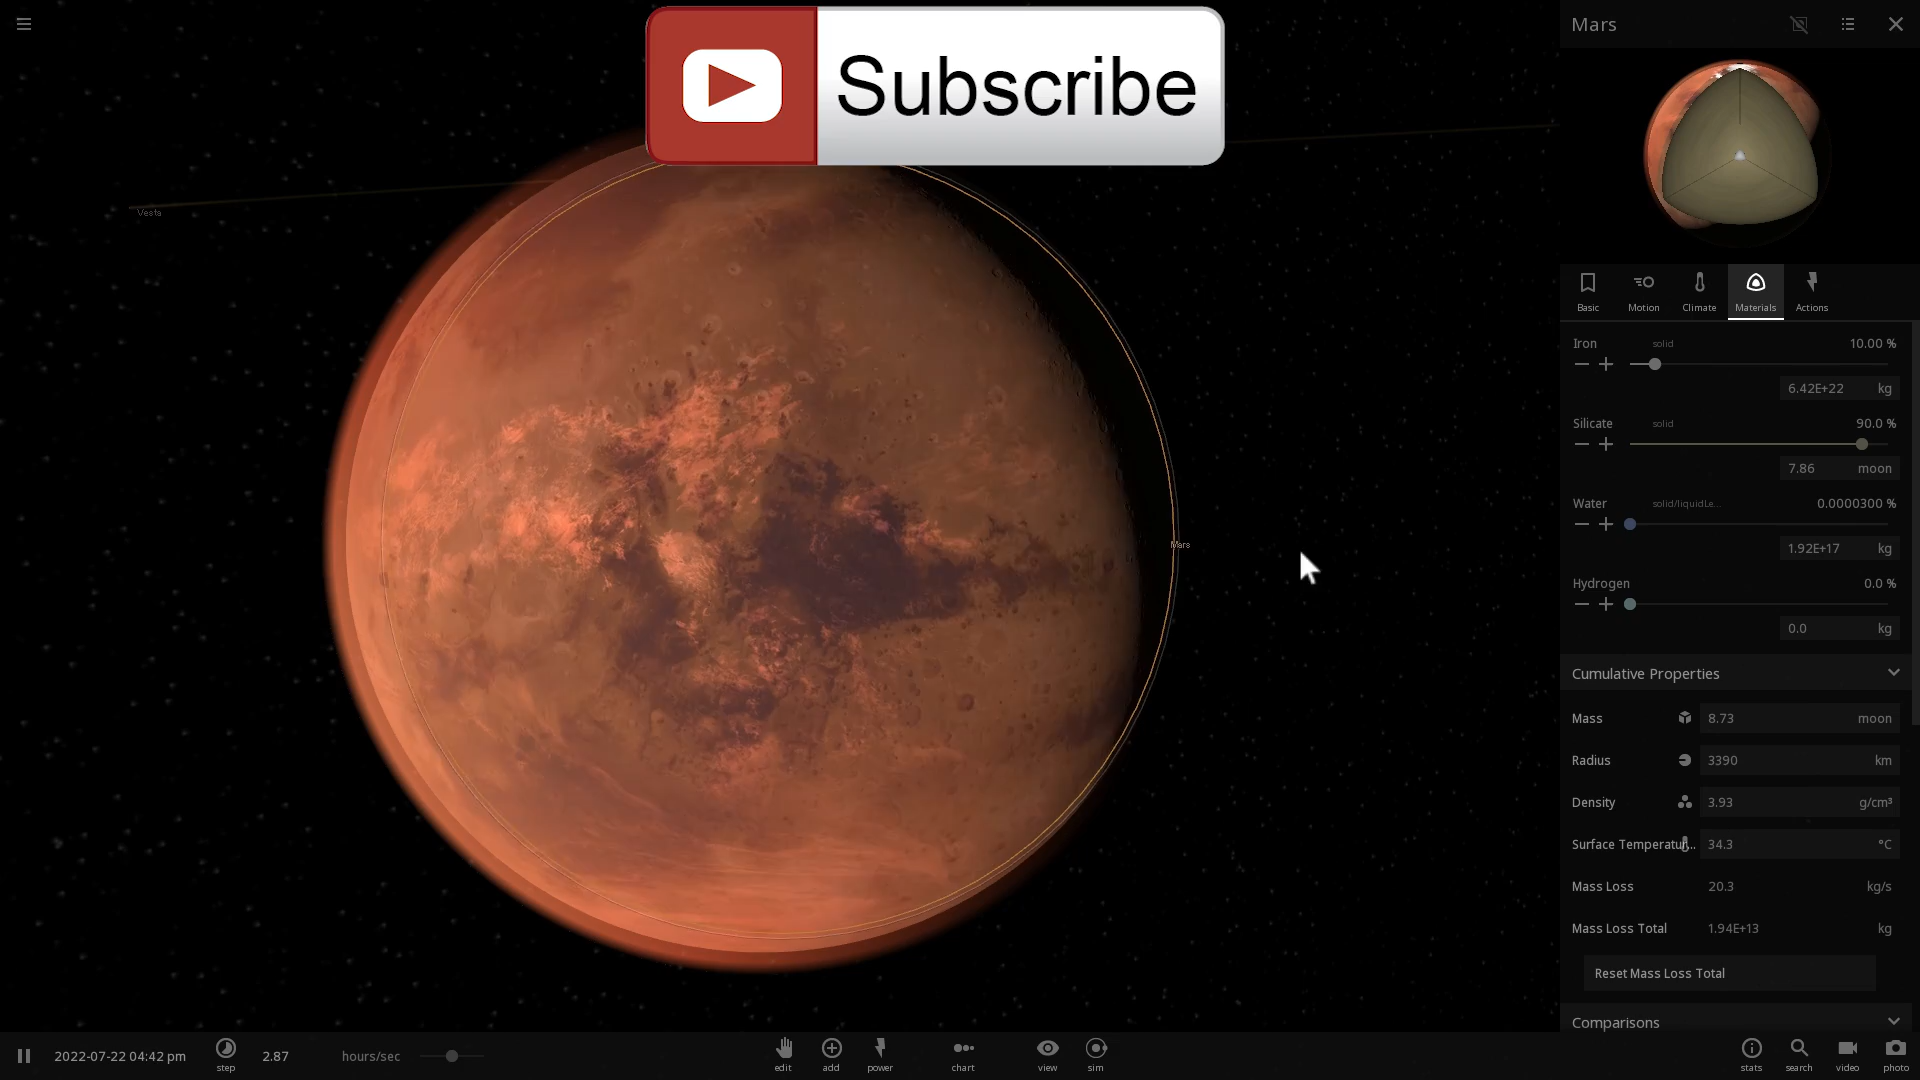 Subscribe
Mars
Vesta
Mars
Basic
Motion
Climate
Materials
Actions
Iron solid 10.00 %
6.42E+22 kg
Silicate solid 90.0 %
7.86 moon
Water solid/liquidLe... 0.0000300 %
1.92E+17 kg
Hydrogen 0.0 %
0.0 kg
Cumulative Properties
Mass 8.73 moon
Radius 3390 km
Density 3.93 g/cm³
Surface Temperatur... 34.3 °C
Mass Loss 20.3 kg/s
Mass Loss Total 1.94E+13 kg
Reset Mass Loss Total
Comparisons
2022-07-22 04:42 pm
step
2.87 hours/sec
edit
add
power
chart
view
sim
stats
search
video
photo